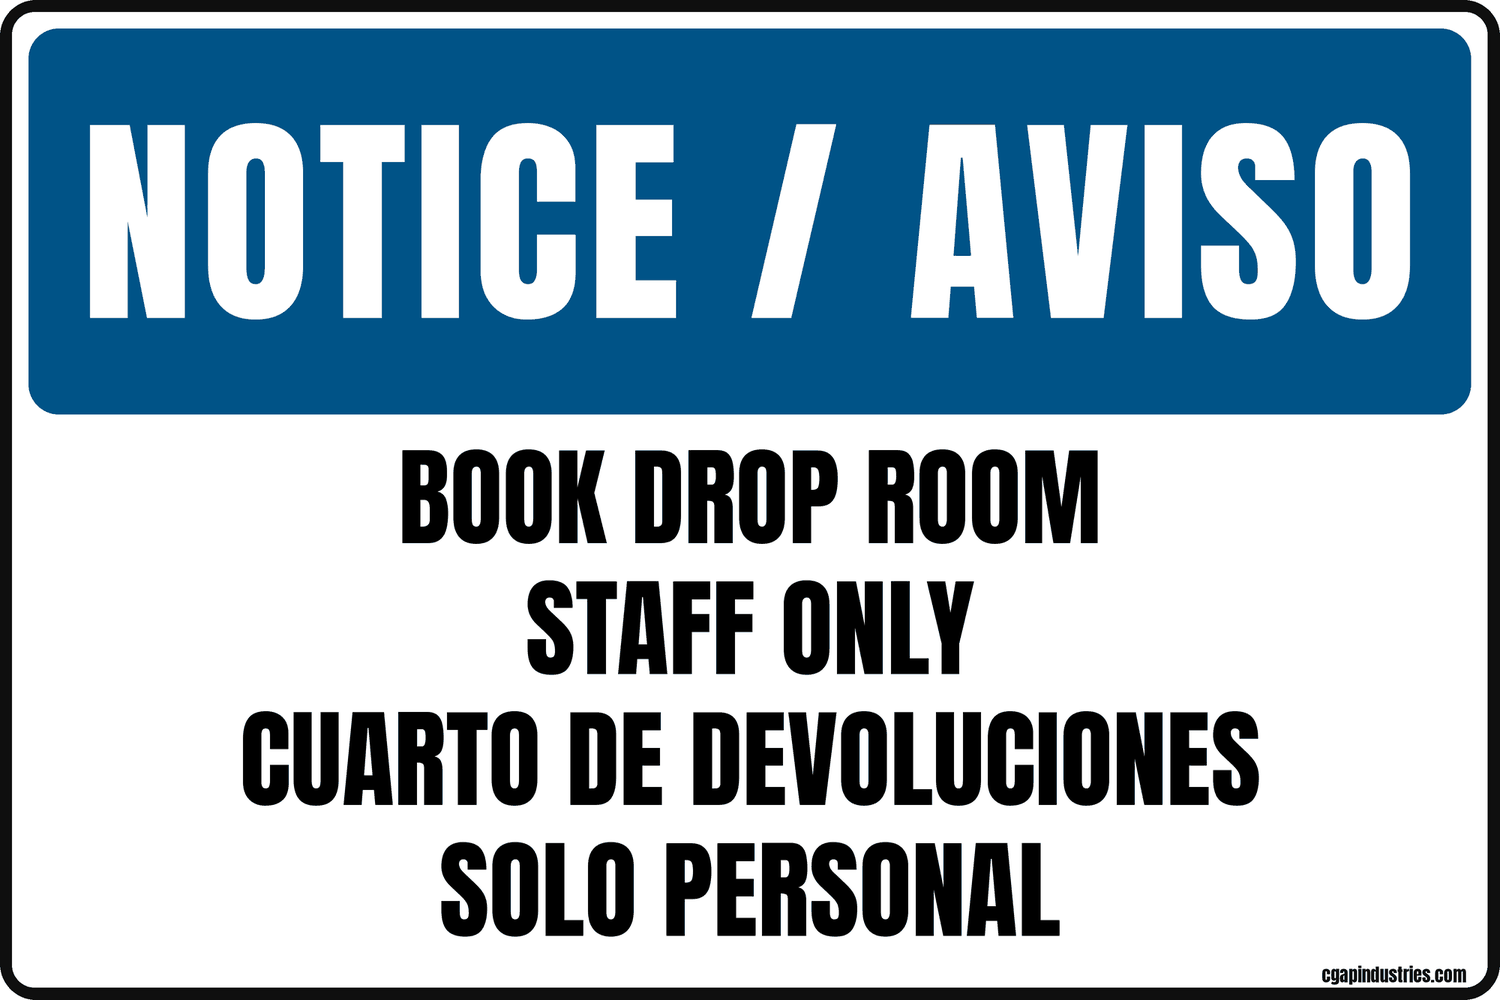 NOTICE / AVISO
BOOK DROP ROOM
STAFF ONLY
CUARTO DE DEVOLUCIONES
SOLO PERSONAL
cgapindustries.com